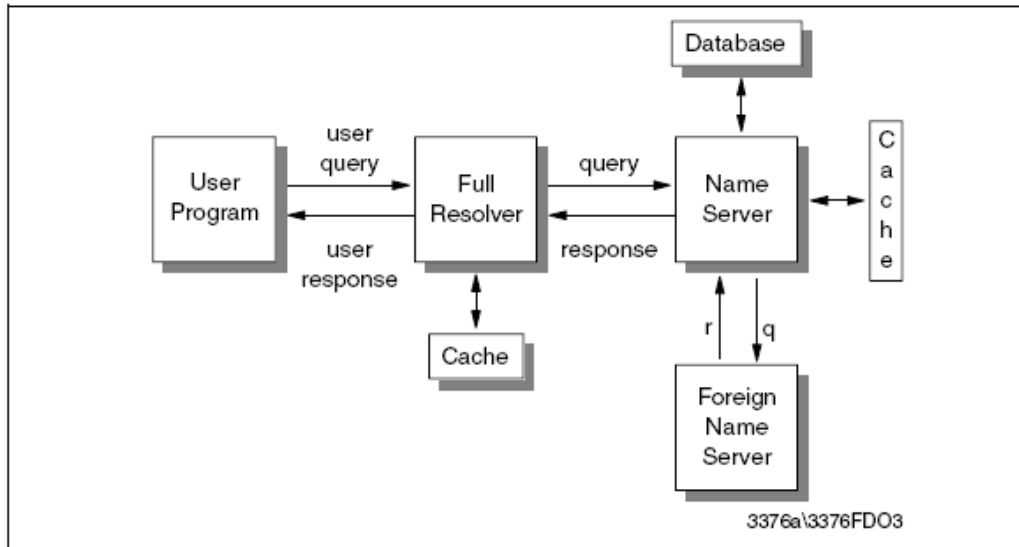 Database
user
query
query
User
Program
Full
Resolver
Name
Server
C
a
c
h
e
user
response
response
Cache
r
q
Foreign
Name
Server
3376a\3376FDO3